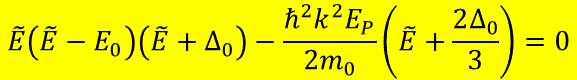 Ẽ(Ẽ − E₀)(Ẽ + Δ₀) − ℏ²k²E_P / 2m₀ (Ẽ + 2Δ₀ / 3) = 0